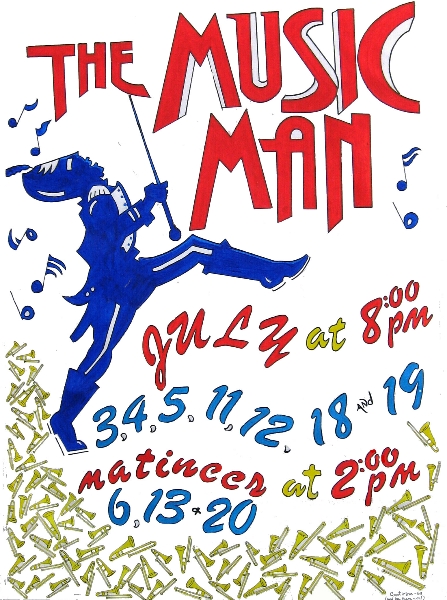 THE MUSIC
MAN
JULY at 8:00 pm
3, 4, 5, 11, 12, 18 AND 19
matinees at 2:00 pm
6, 13 & 20